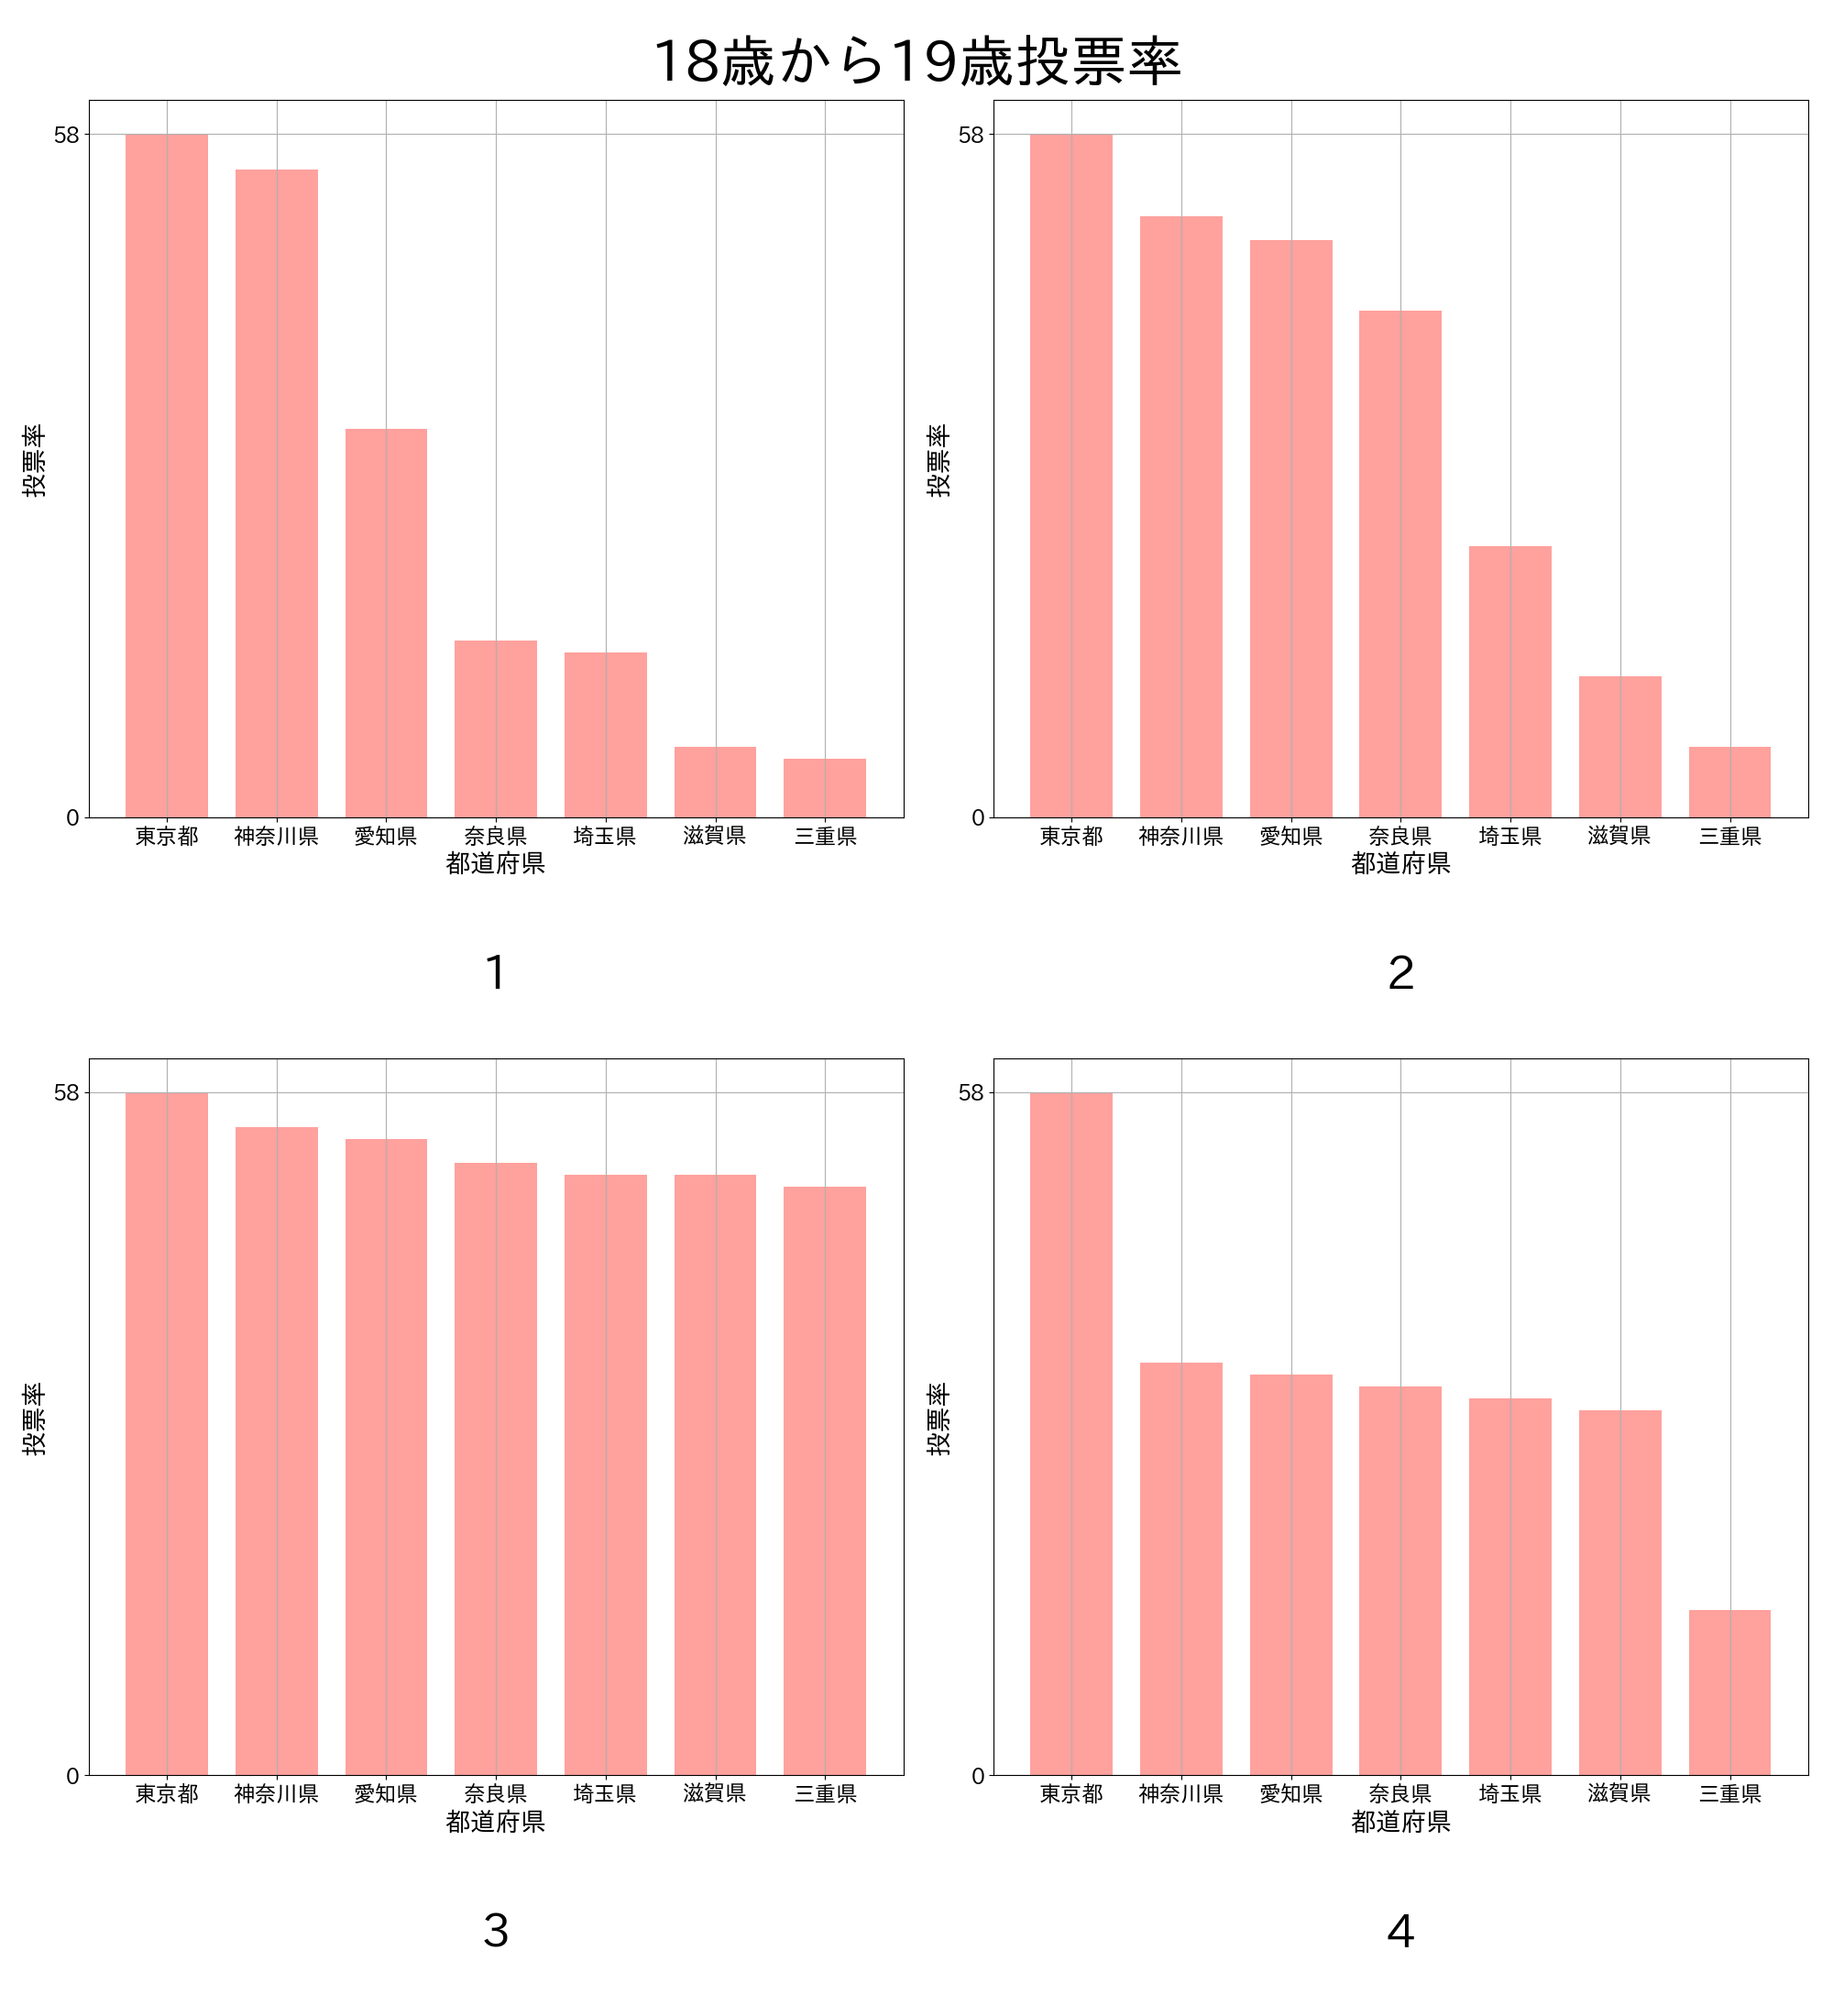 18歳から19歳投票率
58
0
投票率
東京都 神奈川県 愛知県 奈良県 埼玉県 滋賀県 三重県
都道府県
1
58
0
投票率
東京都 神奈川県 愛知県 奈良県 埼玉県 滋賀県 三重県
都道府県
2
58
0
投票率
東京都 神奈川県 愛知県 奈良県 埼玉県 滋賀県 三重県
都道府県
3
58
0
投票率
東京都 神奈川県 愛知県 奈良県 埼玉県 滋賀県 三重県
都道府県
4